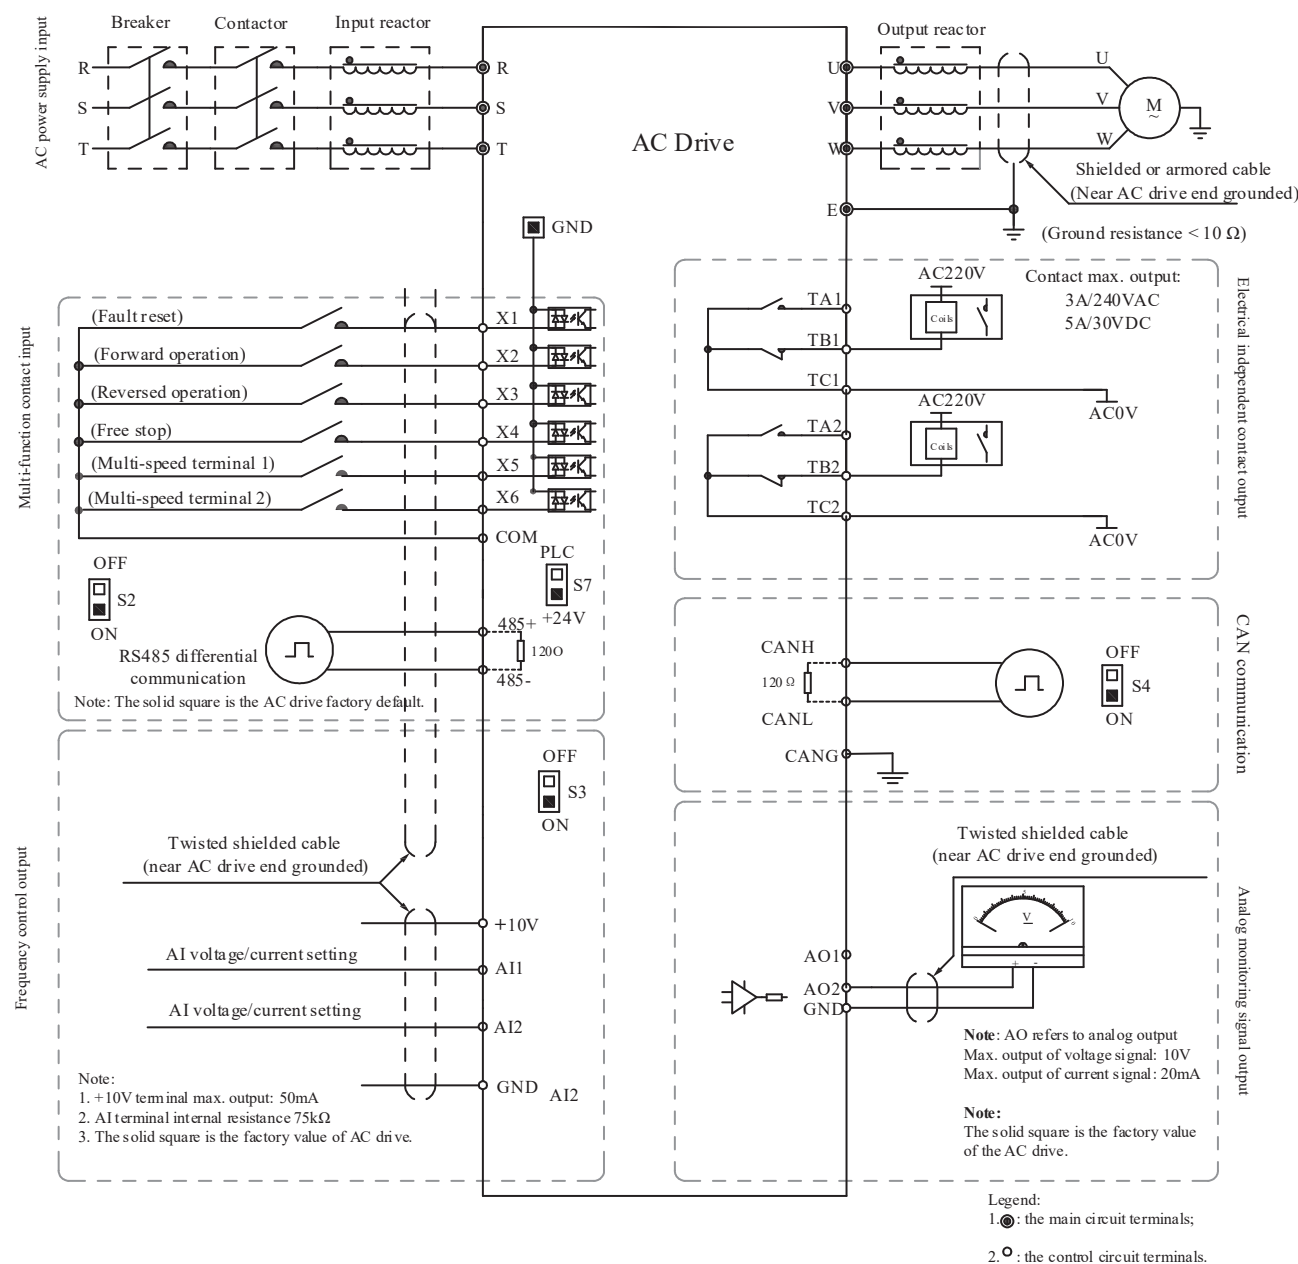 Breaker
Contactor
Input reactor
Output reactor
AC power supply input
R
S
T
R
S
T
AC Drive
U
V
W
E
U
V
W
M
~
Shielded or armored cable
(Near AC drive end grounded)
(Ground resistance < 10 Ω)
GND
Multi-function contact input
(Fault reset)
(Forward operation)
(Reversed operation)
(Free stop)
(Multi-speed terminal 1)
(Multi-speed terminal 2)
X1
X2
X3
X4
X5
X6
COM
OFF
S2
ON
PLC
S7
+24V
485+
120O
485-
RS485 differential
communication
Note: The solid square is the AC drive factory default.
Electrical independent contact output
AC220V
Coils
Contact max. output:
3A/240VAC
5A/30VDC
TA1
TB1
TC1
AC0V
AC220V
Coils
TA2
TB2
TC2
AC0V
CAN communication
CANH
120 Ω
CANL
CANG
OFF
S4
ON
Frequency control output
OFF
S3
ON
Twisted shielded cable
(near AC drive end grounded)
+10V
AI voltage/current setting
AI1
AI voltage/current setting
AI2
GND
AI2
Note:
1. +10V terminal max. output: 50mA
2. AI terminal internal resistance 75kΩ
3. The solid square is the factory value of AC drive.
Analog monitoring signal output
Twisted shielded cable
(near AC drive end grounded)
V
+ -
AO1
AO2
GND
Note: AO refers to analog output
Max. output of voltage signal: 10V
Max. output of current signal: 20mA
Note:
The solid square is the factory value
of the AC drive.
Legend:
1. : the main circuit terminals;
2. : the control circuit terminals.